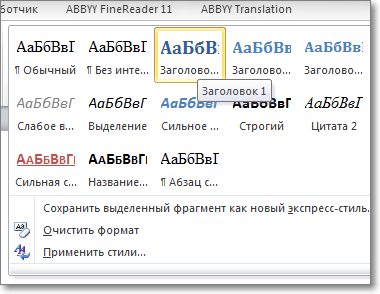 ботчик ABBYY FineReader 11 ABBYY Translation
АаБбВвГ АаБбВвГ АаБбВ АаБбВв АаБбВв
¶ Обычный ¶ Без инте... Заголово... Заголово... Заголово...
Заголовок 1
АаБбВвГ АаБбВвГ АаБбВвГ АаБбВвГ АаБбВвГ
Слабое в... Выделение Сильное ... Строгий Цитата 2
АаБбВвГ АаБбВвГ АаБбВвГ
Сильная с... Название... ¶ Абзац с...
Сохранить выделенный фрагмент как новый экспресс-стиль.
Очистить формат
Применить стили...